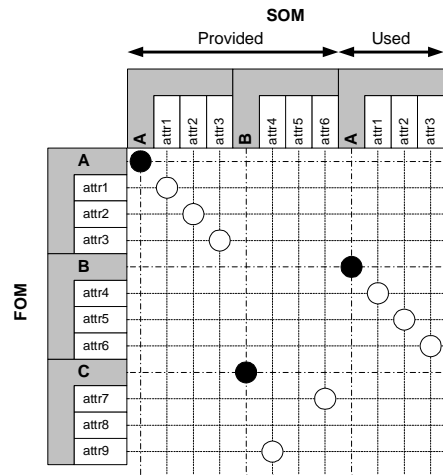 SOM
Provided Used
A attr1 attr2 attr3 B attr4 attr5 attr6 A attr1 attr2 attr3
FOM
A
attr1
attr2
attr3
B
attr4
attr5
attr6
C
attr7
attr8
attr9